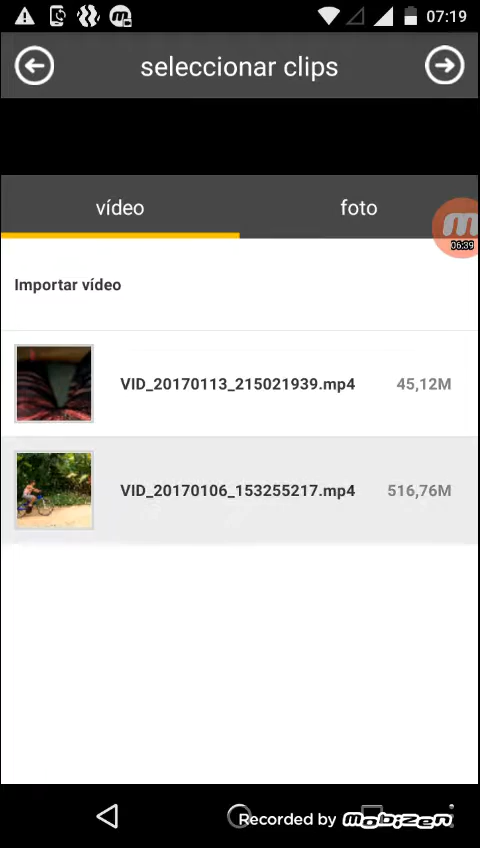 07:19
seleccionar clips
vídeo
foto
06:39
Importar vídeo
VID_20170113_215021939.mp4 45,12M
VID_20170106_153255217.mp4 516,76M
Recorded by mobizen